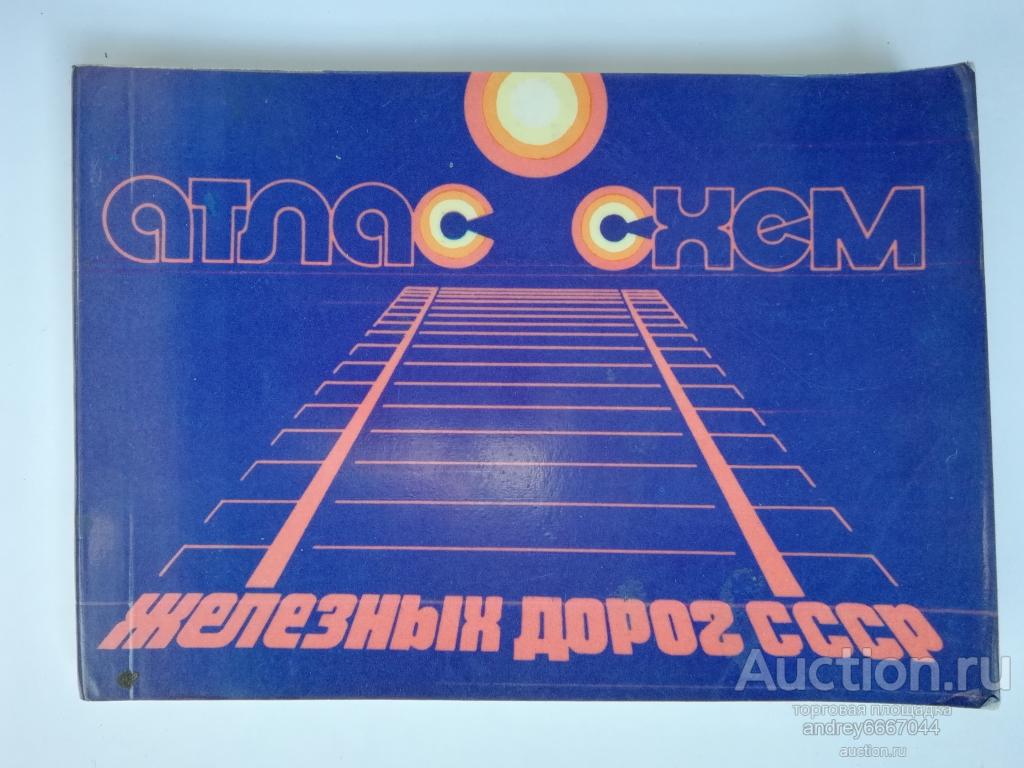 атлас схем
железных дорог СССР
Auction.ru
торговая площадка
andrey6667044
auction.ru